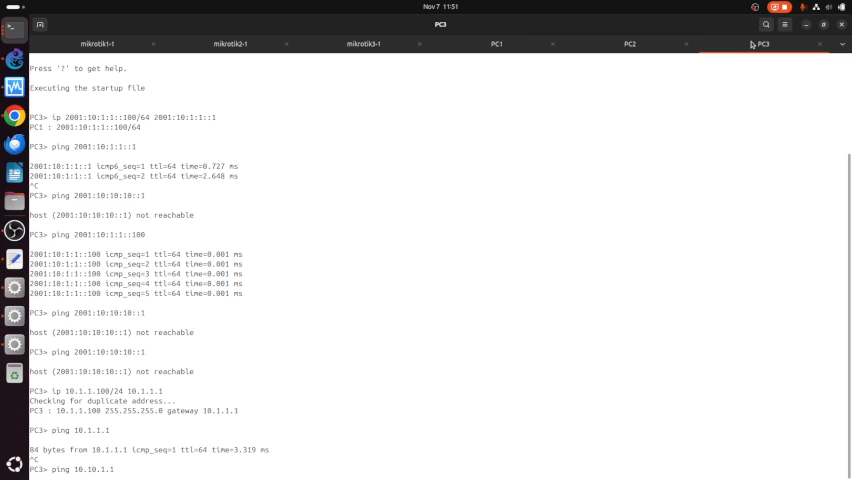 Nov 7 11:51
PC3
mikrotik1-1
mikrotik2-1
mikrotik3-1
PC1
PC2
PC3
Press '?' to get help.
Executing the startup file
PC3> ip 2001:10:1:1::100/64 2001:10:1:1::1
PC1 : 2001:10:1:1::100/64
PC3> ping 2001:10:1:1::1
2001:10:1:1::1 icmp6_seq=1 ttl=64 time=0.727 ms
2001:10:1:1::1 icmp6_seq=2 ttl=64 time=2.648 ms
^C
PC3> ping 2001:10:10:10::1
host (2001:10:10:10::1) not reachable
PC3> ping 2001:10:1:1::100
2001:10:1:1::100 icmp_seq=1 ttl=64 time=0.001 ms
2001:10:1:1::100 icmp_seq=2 ttl=64 time=0.001 ms
2001:10:1:1::100 icmp_seq=3 ttl=64 time=0.001 ms
2001:10:1:1::100 icmp_seq=4 ttl=64 time=0.001 ms
2001:10:1:1::100 icmp_seq=5 ttl=64 time=0.001 ms
PC3> ping 2001:10:10:10::1
host (2001:10:10:10::1) not reachable
PC3> ping 2001:10:10:10::1
host (2001:10:10:10::1) not reachable
PC3> ip 10.1.1.100/24 10.1.1.1
Checking for duplicate address...
PC3 : 10.1.1.100 255.255.255.0 gateway 10.1.1.1
PC3> ping 10.1.1.1
84 bytes from 10.1.1.1 icmp_seq=1 ttl=64 time=3.319 ms
^C
PC3> ping 10.10.1.1